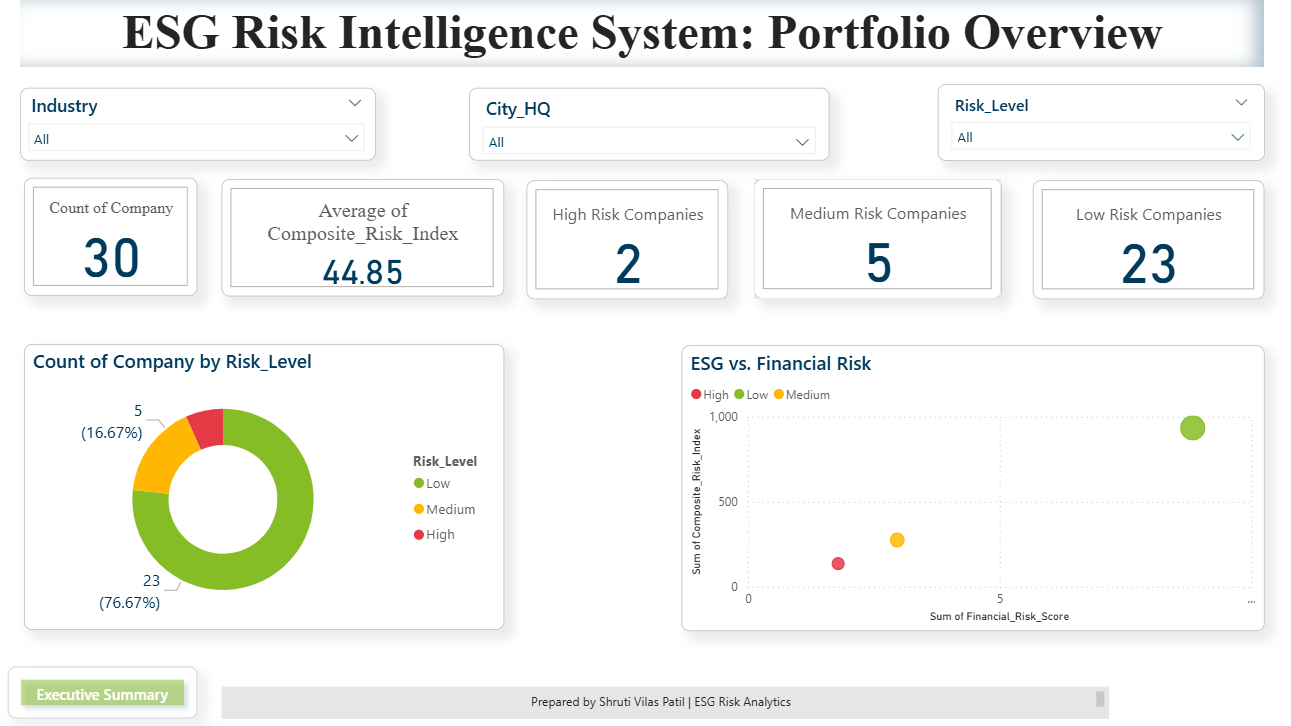 ESG Risk Intelligence System: Portfolio Overview
Industry
All
City_HQ
All
Risk_Level
All
Count of Company
30
Average of
Composite_Risk_Index
44.85
High Risk Companies
2
Medium Risk Companies
5
Low Risk Companies
23
Count of Company by Risk_Level
5
(16.67%)
23
(76.67%)
Risk_Level
Low
Medium
High
ESG vs. Financial Risk
High Low Medium
Sum of Composite_Risk_Index
1,000
500
0
0 5 ...
Sum of Financial_Risk_Score
Executive Summary
Prepared by Shruti Vilas Patil | ESG Risk Analytics